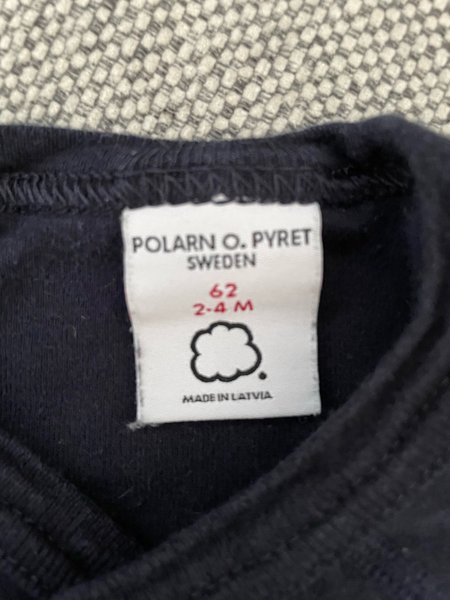 POLARN O. PYRET
SWEDEN
62
2-4 M
MADE IN LATVIA